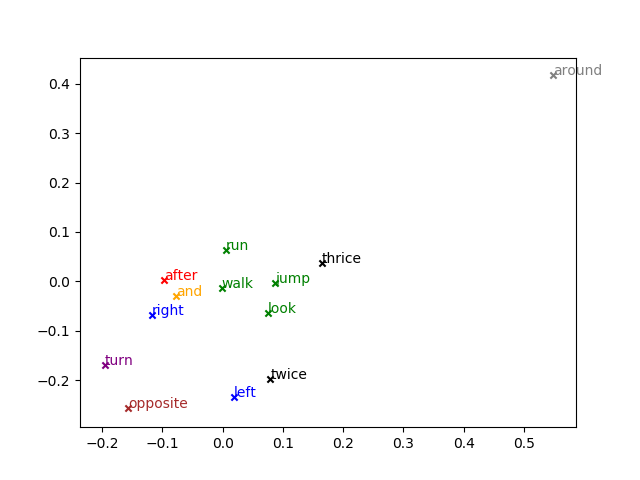 around
0.4
0.3
0.2
0.1
run
thrice
after
jump
0.0
walk
and
look
right
−0.1
turn
twice
−0.2
left
opposite
−0.2 −0.1 0.0 0.1 0.2 0.3 0.4 0.5